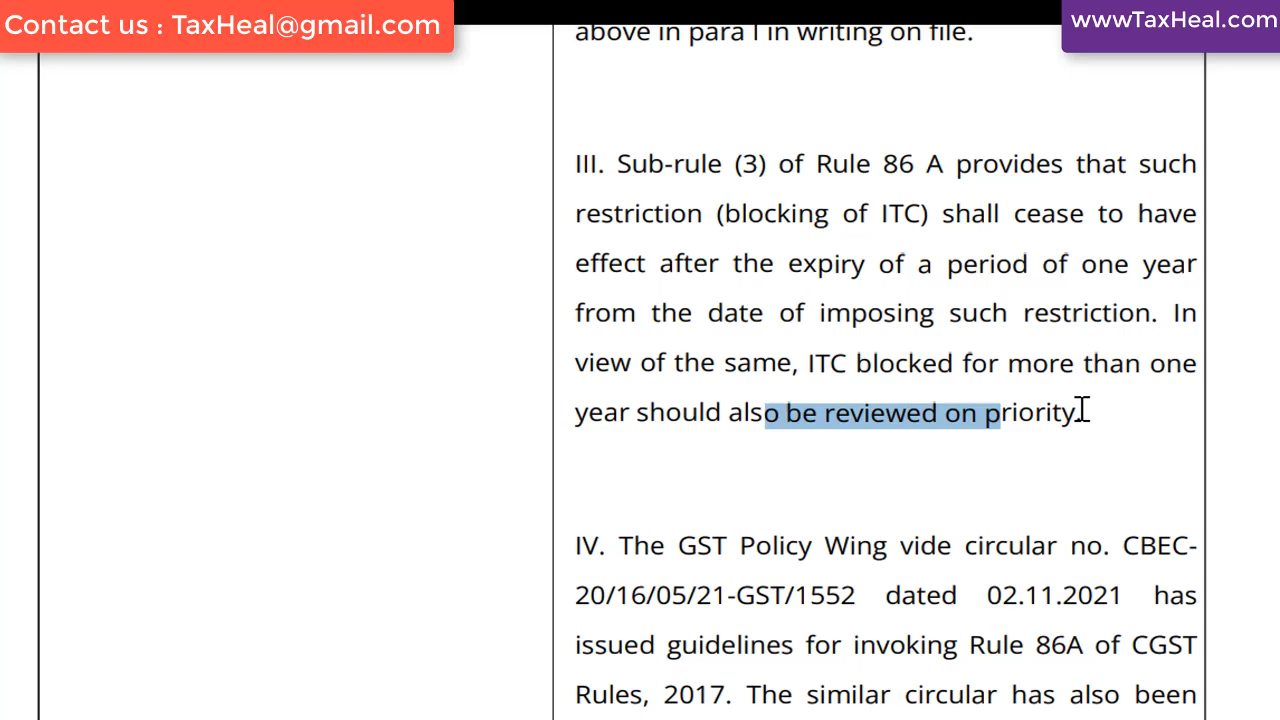 Contact us : TaxHeal@gmail.com
wwwTaxHeal.com
above in para I in writing on file.
III. Sub-rule (3) of Rule 86 A provides that such
restriction (blocking of ITC) shall cease to have
effect after the expiry of a period of one year
from the date of imposing such restriction. In
view of the same, ITC blocked for more than one
year should also be reviewed on priority.
IV. The GST Policy Wing vide circular no. CBEC-
20/16/05/21-GST/1552 dated 02.11.2021 has
issued guidelines for invoking Rule 86A of CGST
Rules, 2017. The similar circular has also been